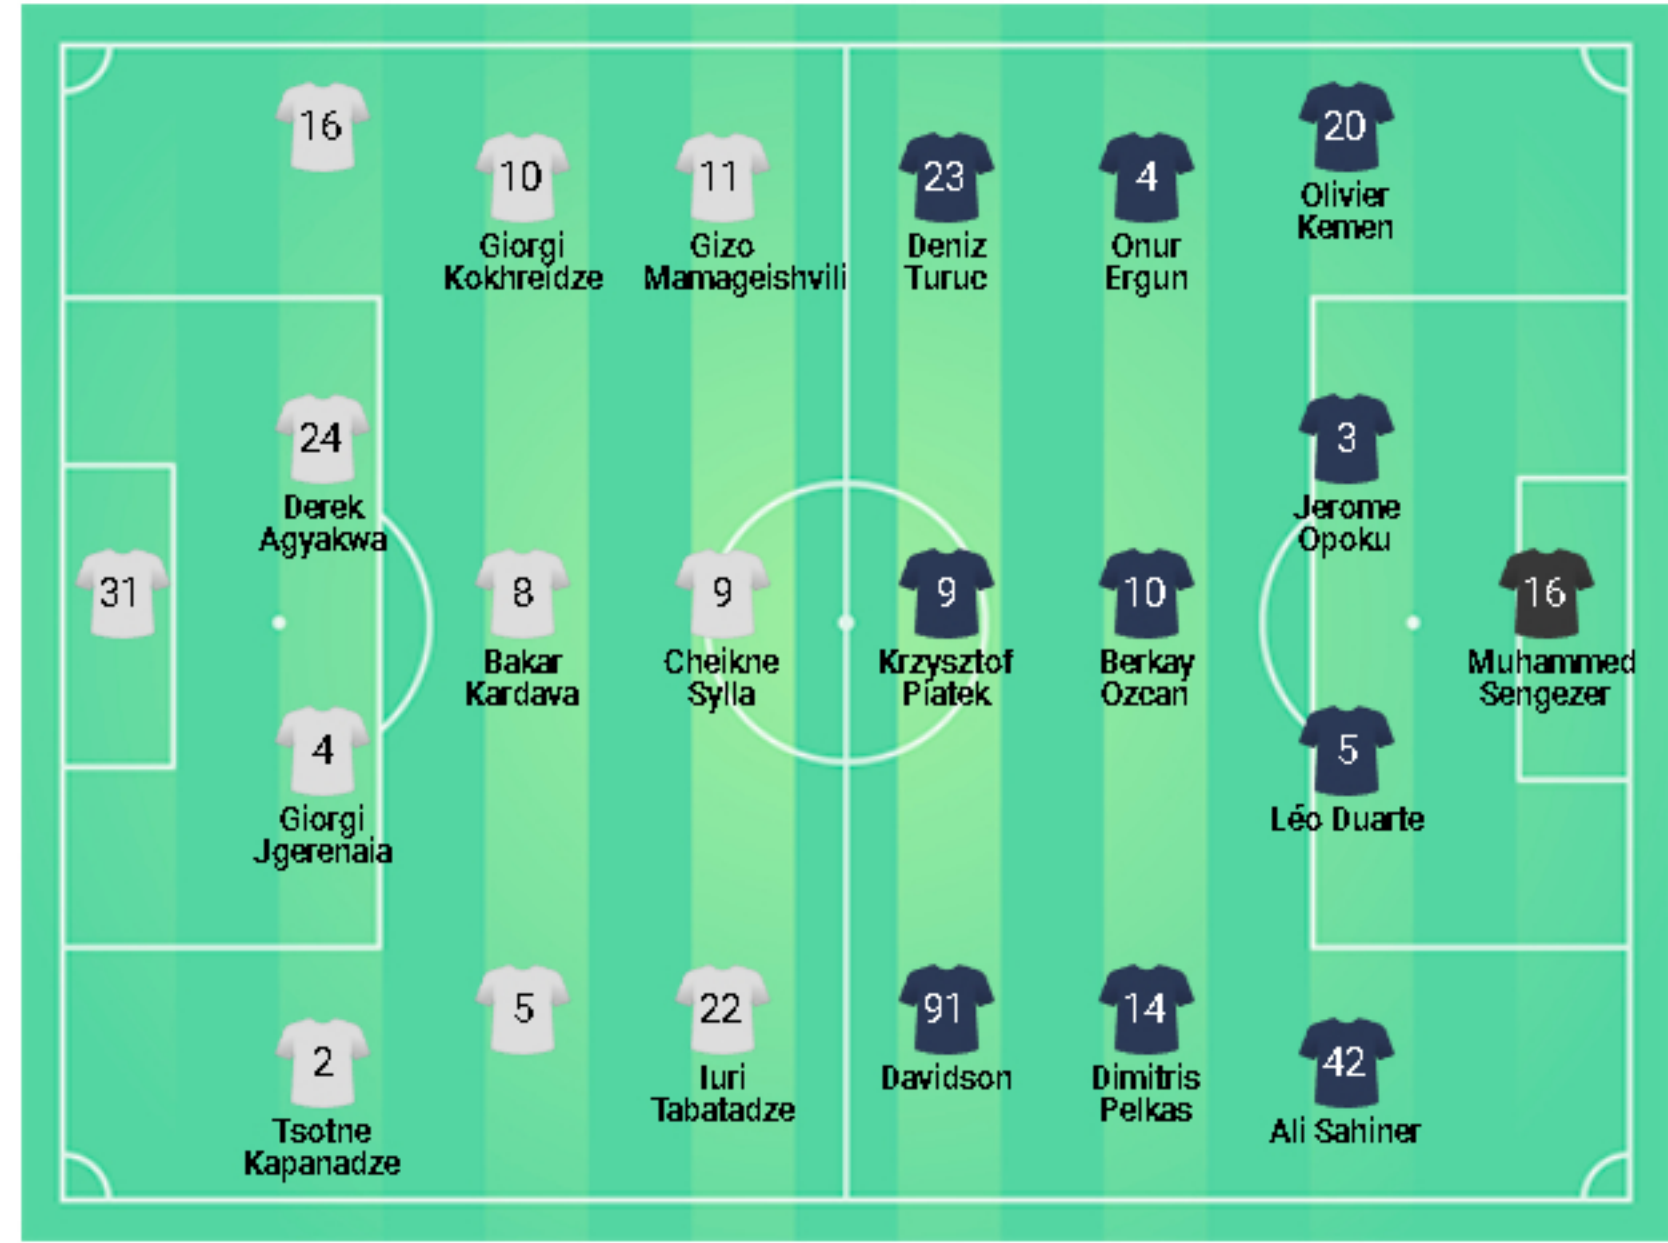 16
10
Giorgi
Kokhreidze
11
Gizo
Mamageishvili
23
Deniz
Turuc
4
Onur
Ergun
20
Olivier
Kemen
31
24
Derek
Agyakwa
4
Giorgi
Jgerenaia
8
Bakar
Kardava
9
Cheikne
Sylla
9
Krzysztof
Piatek
10
Berkay
Ozcan
3
Jerome
Opoku
5
Léo Duarte
16
Muhammed
Sengezer
2
Tsotne
Kapanadze
5
22
Iuri
Tabatadze
91
Davidson
14
Dimitris
Pelkas
42
Ali Sahiner